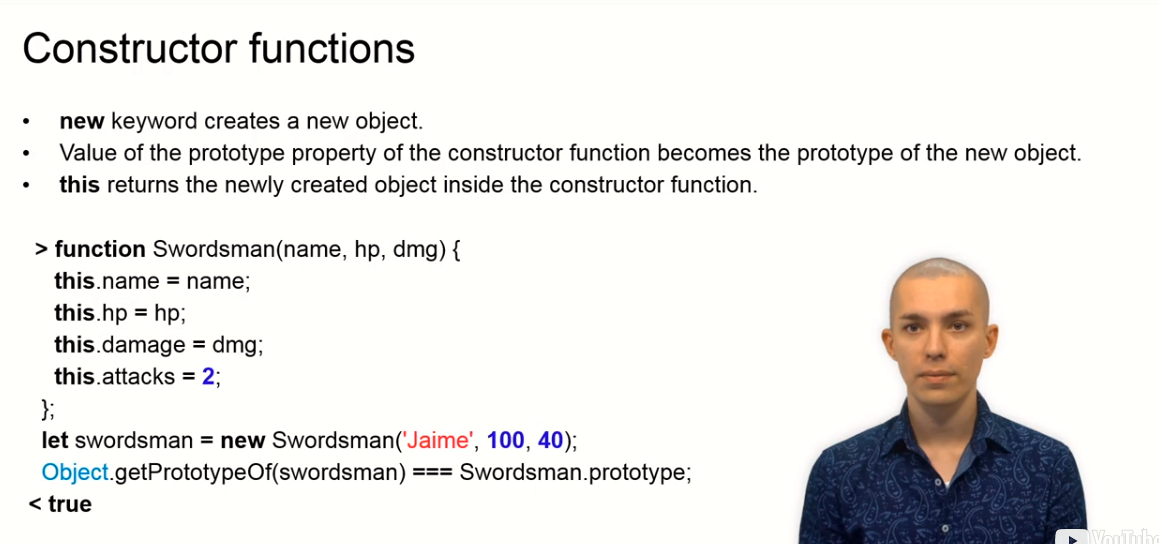 Constructor functions
• new keyword creates a new object.
• Value of the prototype property of the constructor function becomes the prototype of the new object.
• this returns the newly created object inside the constructor function.
> function Swordsman(name, hp, dmg) {
this.name = name;
this.hp = hp;
this.damage = dmg;
this.attacks = 2;
};
let swordsman = new Swordsman('Jaime', 100, 40);
Object.getPrototypeOf(swordsman) === Swordsman.prototype;
< true
YouTube